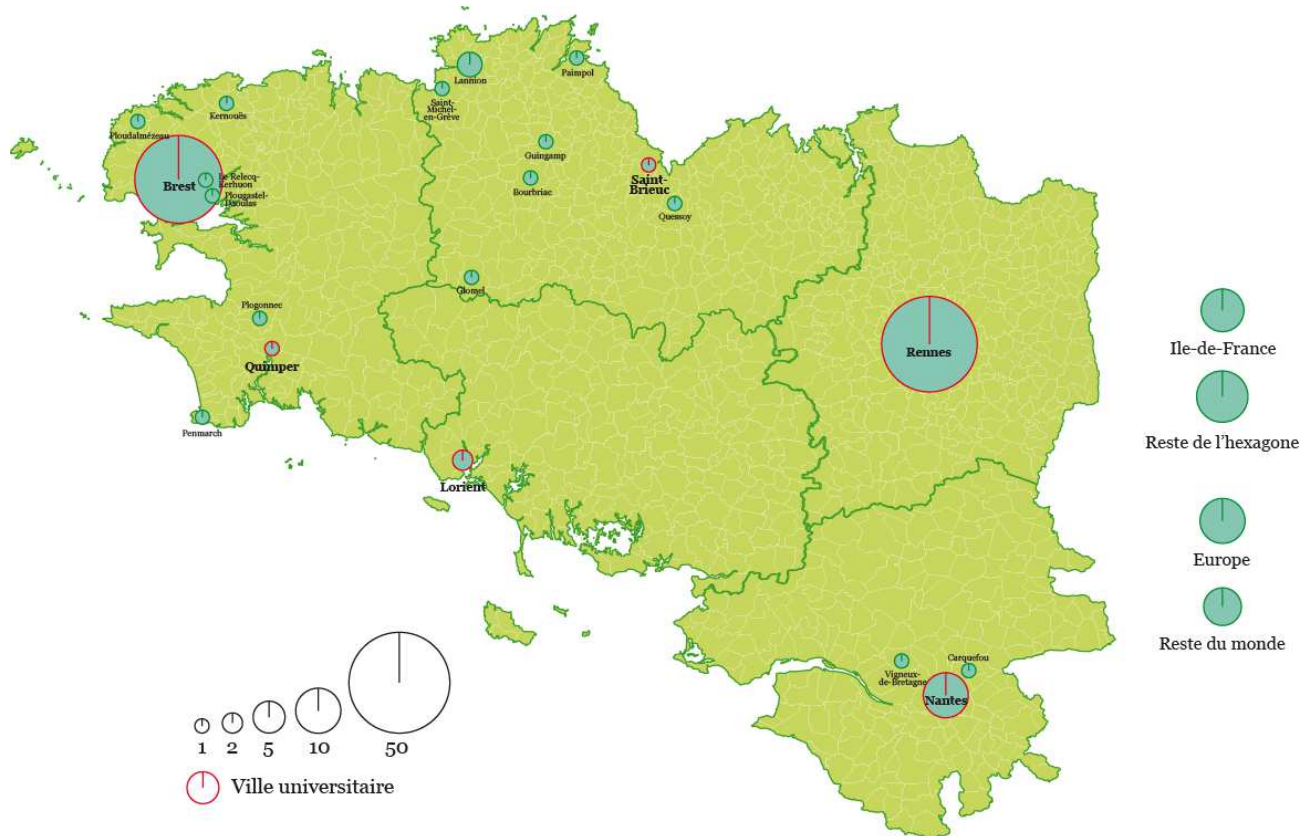 Paimpol
Lannion
Saint-
Michel-
en-Grève
Kernouës
Ploudalmézeau
Guingamp
Saint-
Brieuc
Bourbriac
Brest
Le Relecq-
Kerhuon
Plougastel-
Daoulas
Quessoy
Glomel
Plogonnec
Quimper
Rennes
Ile-de-France
Penmarch
Reste de l’hexagone
Lorient
Europe
Reste du monde
Carquefou
Vigneux-
de-Bretagne
Nantes
1 2 5 10 50
Ville universitaire